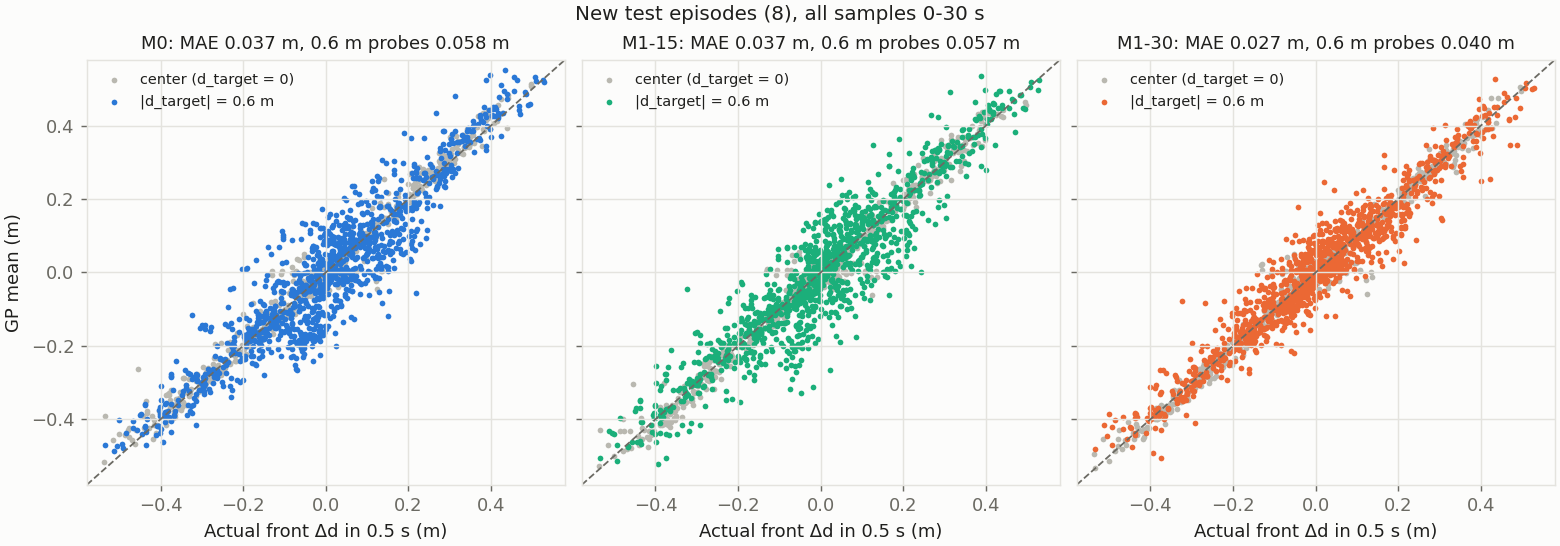 New test episodes (8), all samples 0-30 s
M0: MAE 0.037 m, 0.6 m probes 0.058 m
M1-15: MAE 0.037 m, 0.6 m probes 0.057 m
M1-30: MAE 0.027 m, 0.6 m probes 0.040 m
center (d_target = 0)
|d_target| = 0.6 m
center (d_target = 0)
|d_target| = 0.6 m
center (d_target = 0)
|d_target| = 0.6 m
GP mean (m)
0.4
0.2
0.0
−0.2
−0.4
−0.4 −0.2 0.0 0.2 0.4
−0.4 −0.2 0.0 0.2 0.4
−0.4 −0.2 0.0 0.2 0.4
Actual front Δd in 0.5 s (m)
Actual front Δd in 0.5 s (m)
Actual front Δd in 0.5 s (m)